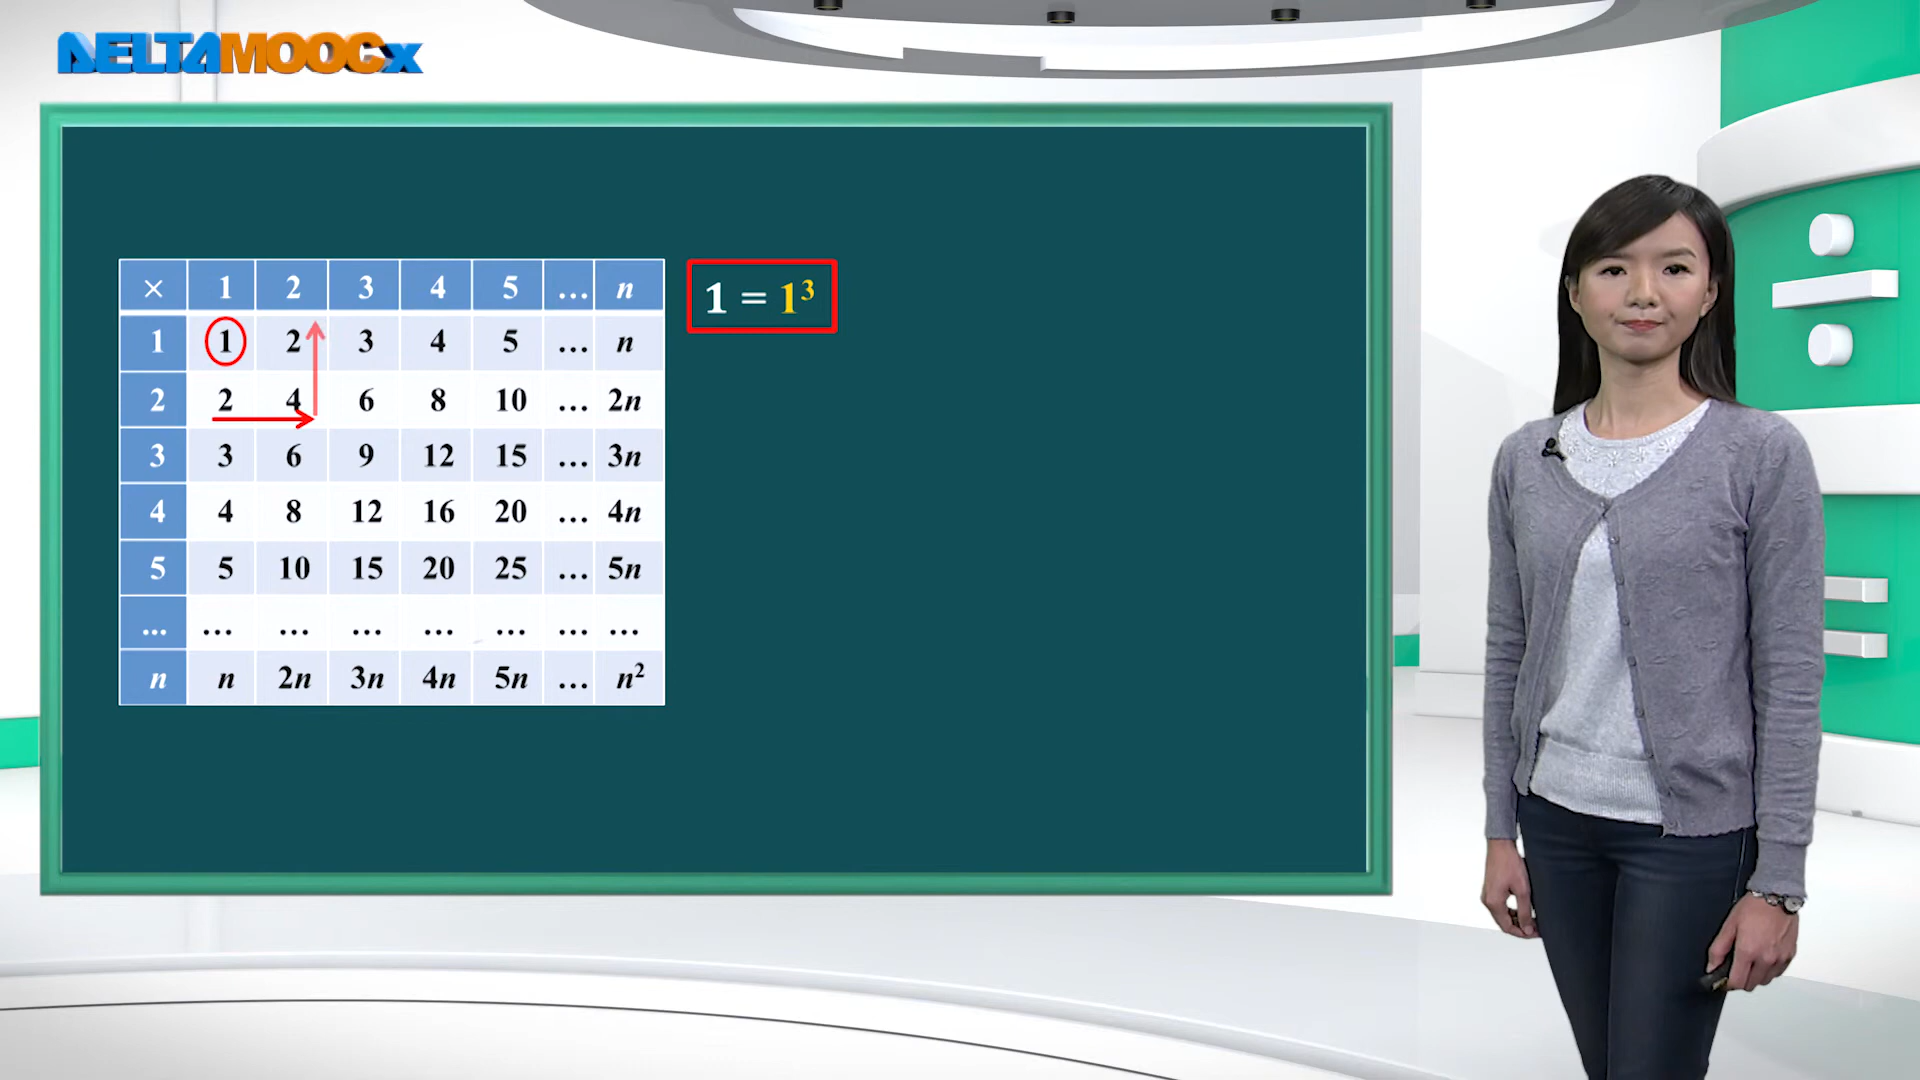 DELTAMOOCx
× 1 2 3 4 5 … n
1 1 2 3 4 5 … n
2 2 4 6 8 10 … 2n
3 3 6 9 12 15 … 3n
4 4 8 12 16 20 … 4n
5 5 10 15 20 25 … 5n
… … … … … … … …
n n 2n 3n 4n 5n … n²
1 = 1³